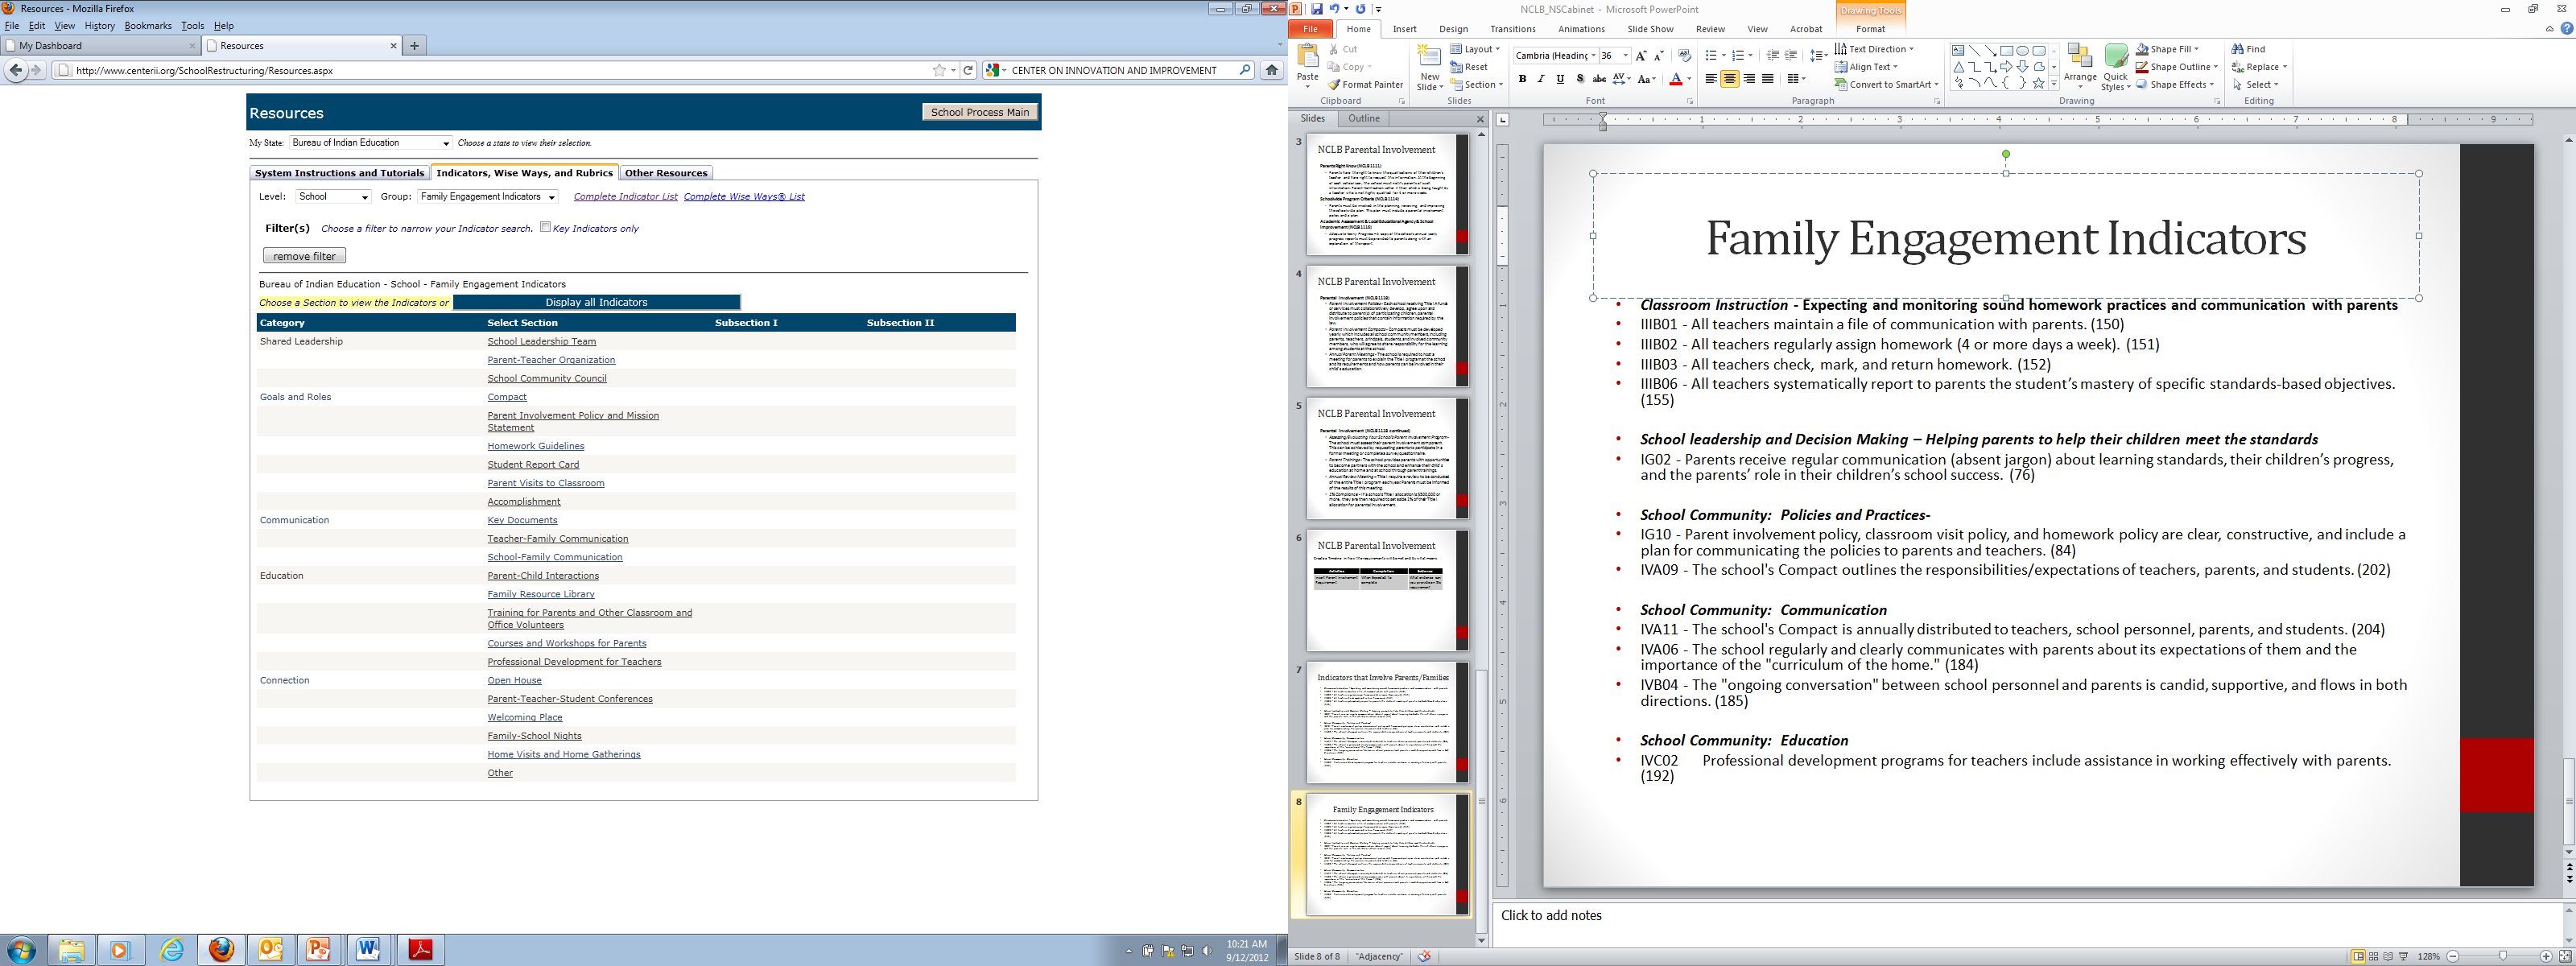 Resources - Mozilla Firefox
File Edit View History Bookmarks Tools Help
My Dashboard
Resources
http://www.centerii.org/SchoolRestructuring/Resources.aspx
CENTER ON INNOVATION AND IMPROVEMENT
Resources
School Process Main
My State: Bureau of Indian Education Choose a state to view their selection.
System Instructions and Tutorials Indicators, Wise Ways, and Rubrics Other Resources
Level: School Group: Family Engagement Indicators Complete Indicator List Complete Wise Ways® List
Filter(s) Choose a filter to narrow your Indicator search. Key Indicators only
remove filter
Bureau of Indian Education - School - Family Engagement Indicators
Choose a Section to view the Indicators or Display all Indicators
Category Select Section Subsection I Subsection II
Shared Leadership School Leadership Team
Parent-Teacher Organization
School Community Council
Goals and Roles Compact
Parent Involvement Policy and Mission
Statement
Homework Guidelines
Student Report Card
Parent Visits to Classroom
Accomplishment
Communication Key Documents
Teacher-Family Communication
School-Family Communication
Education Parent-Child Interactions
Family Resource Library
Training for Parents and Other Classroom and
Office Volunteers
Courses and Workshops for Parents
Professional Development for Teachers
Connection Open House
Parent-Teacher-Student Conferences
Welcoming Place
Family-School Nights
Home Visits and Home Gatherings
Other
10:21 AM
9/12/2012
NCLB_NSCabinet - Microsoft PowerPoint
Drawing Tools
File Home Insert Design Transitions Animations Slide Show Review View Acrobat Format
Paste
Cut
Copy
Format Painter
Clipboard
New
Slide
Layout
Reset
Section
Slides
Cambria (Heading 36
Font
Text Direction
Align Text
Convert to SmartArt
Paragraph
Arrange
Quick
Styles
Shape Fill
Shape Outline
Shape Effects
Drawing
Find
Replace
Select
Editing
Slides Outline
3
NCLB Parental Involvement
4
NCLB Parental Involvement
5
NCLB Parental Involvement
6
NCLB Parental Involvement
7
Indicators that Involve Parents/Families
8
Family Engagement Indicators
Family Engagement Indicators
• Classroom Instruction - Expecting and monitoring sound homework practices and communication with parents
• IIIB01 - All teachers maintain a file of communication with parents. (150)
• IIIB02 - All teachers regularly assign homework (4 or more days a week). (151)
• IIIB03 - All teachers check, mark, and return homework. (152)
• IIIB06 - All teachers systematically report to parents the student’s mastery of specific standards-based objectives.
(155)
• School leadership and Decision Making – Helping parents to help their children meet the standards
• IG02 - Parents receive regular communication (absent jargon) about learning standards, their children’s progress,
and the parents’ role in their children’s school success. (76)
• School Community: Policies and Practices-
• IG10 - Parent involvement policy, classroom visit policy, and homework policy are clear, constructive, and include a
plan for communicating the policies to parents and teachers. (84)
• IVA09 - The school's Compact outlines the responsibilities/expectations of teachers, parents, and students. (202)
• School Community: Communication
• IVA11 - The school's Compact is annually distributed to teachers, school personnel, parents, and students. (204)
• IVA06 - The school regularly and clearly communicates with parents about its expectations of them and the
importance of the "curriculum of the home." (184)
• IVB04 - The "ongoing conversation" between school personnel and parents is candid, supportive, and flows in both
directions. (185)
• School Community: Education
• IVC02 Professional development programs for teachers include assistance in working effectively with parents.
(192)
Click to add notes
Slide 8 of 8 "Adjacency" 128%